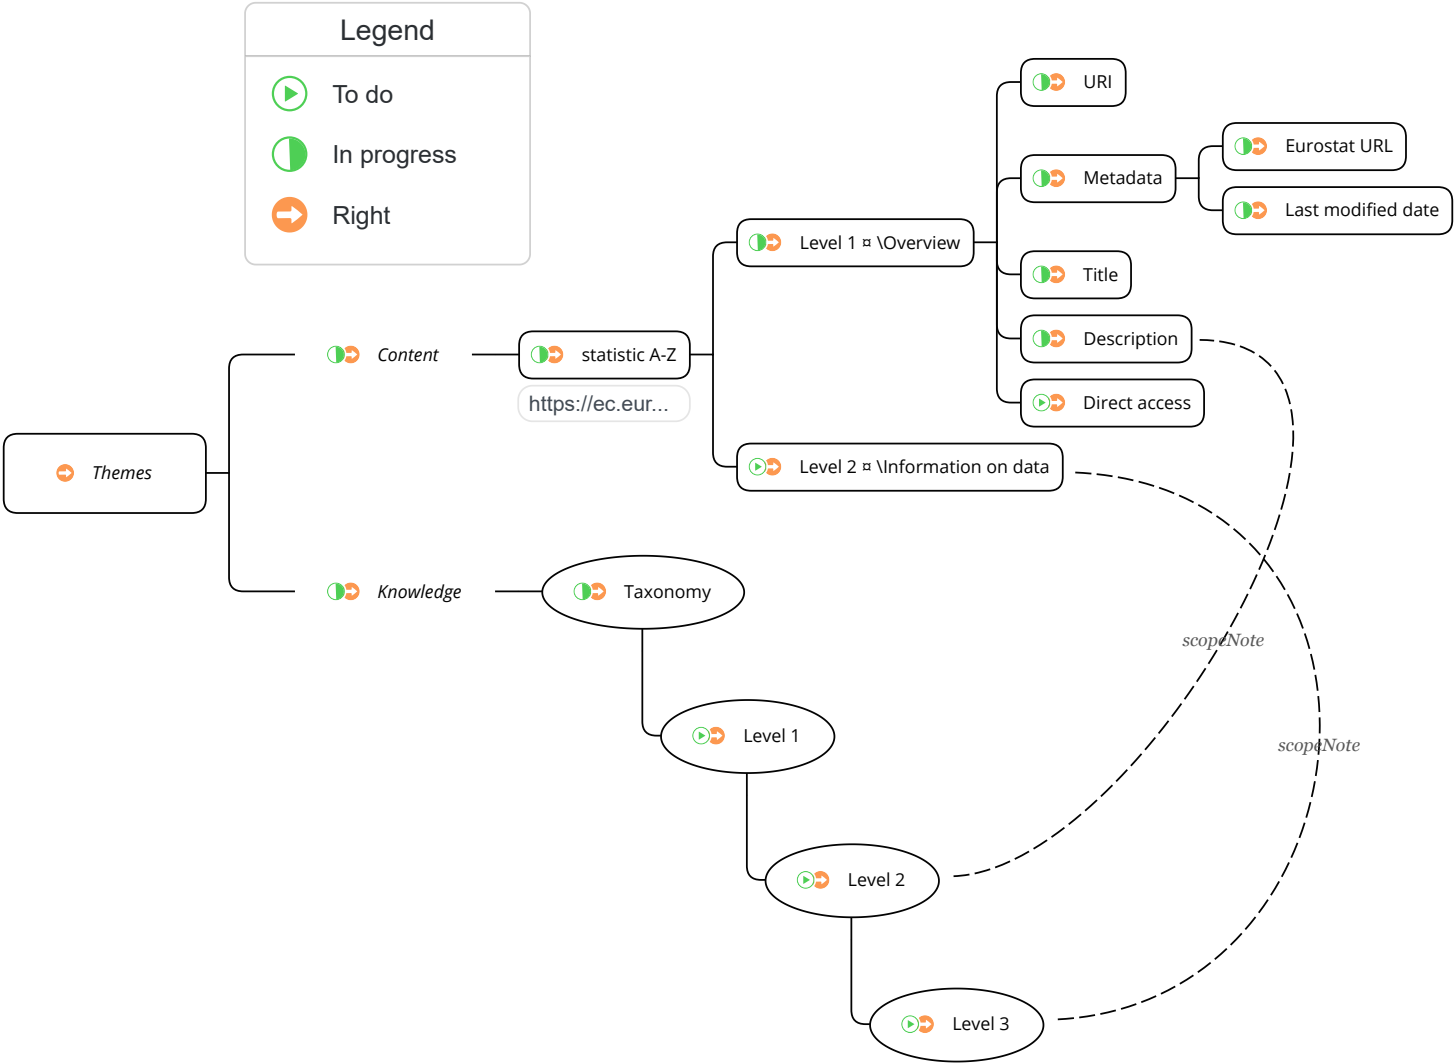 Legend
To do
In progress
Right
URI
Metadata
Eurostat URL
Last modified date
Level 1 ¤ \Overview
Title
Description
Direct access
Content
statistic A-Z
https://ec.eur...
Level 2 ¤ \Information on data
Themes
Knowledge
Taxonomy
scopeNote
scopeNote
Level 1
Level 2
Level 3